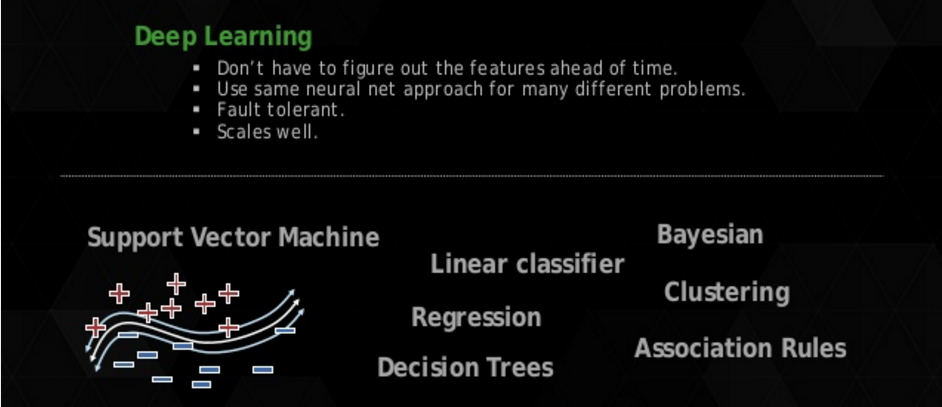 Deep Learning
▪ Don't have to figure out the features ahead of time.
▪ Use same neural net approach for many different problems.
▪ Fault tolerant.
▪ Scales well.
Support Vector Machine
Bayesian
Linear classifier
Clustering
Regression
Association Rules
Decision Trees